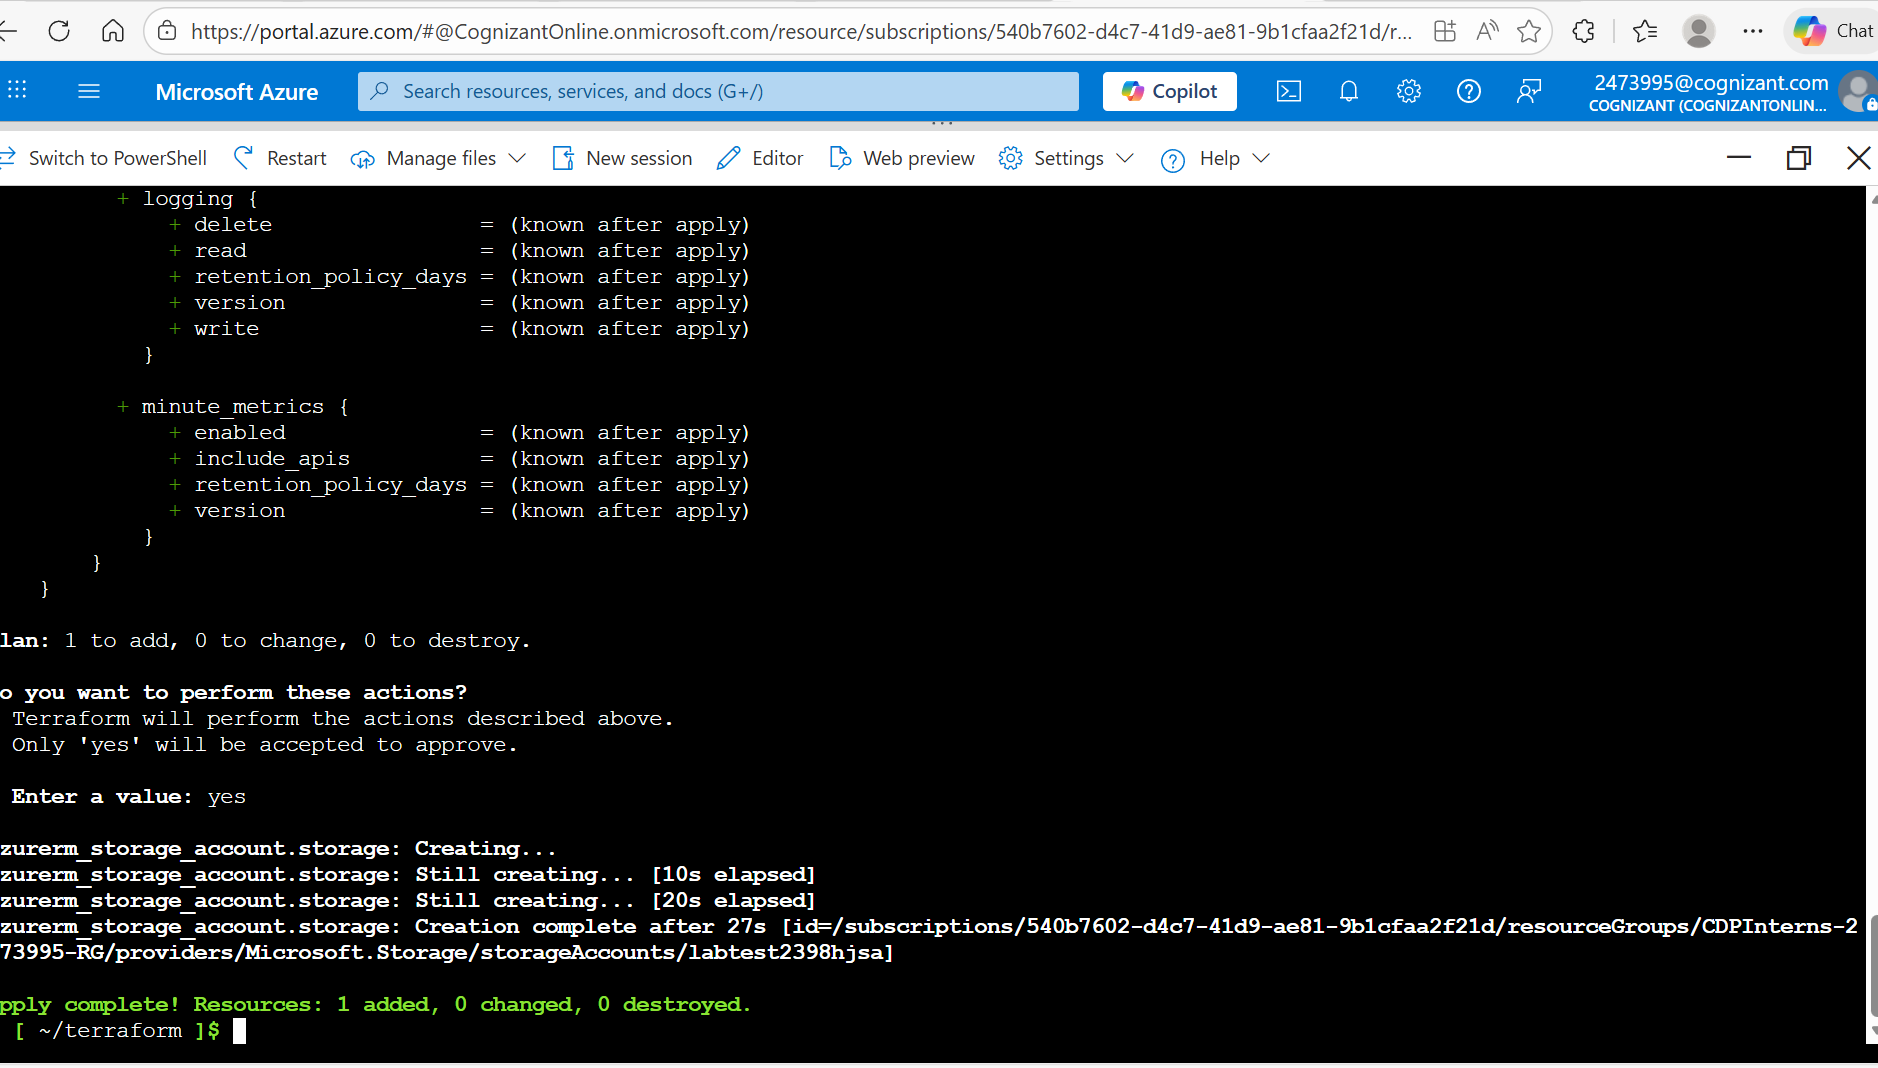 https://portal.azure.com/#@CognizantOnline.onmicrosoft.com/resource/subscriptions/540b7602-d4c7-41d9-ae81-9b1cfaa2f21d/r...
Chat
Microsoft Azure
Search resources, services, and docs (G+/)
Copilot
2473995@cognizant.com
COGNIZANT (COGNIZANTONLIN...
Switch to PowerShell Restart Manage files New session Editor Web preview Settings Help
+ logging {
+ delete = (known after apply)
+ read = (known after apply)
+ retention_policy_days = (known after apply)
+ version = (known after apply)
+ write = (known after apply)
}
+ minute_metrics {
+ enabled = (known after apply)
+ include_apis = (known after apply)
+ retention_policy_days = (known after apply)
+ version = (known after apply)
}
}
}
lan: 1 to add, 0 to change, 0 to destroy.
o you want to perform these actions?
Terraform will perform the actions described above.
Only 'yes' will be accepted to approve.
Enter a value: yes
zurerm_storage_account.storage: Creating...
zurerm_storage_account.storage: Still creating... [10s elapsed]
zurerm_storage_account.storage: Still creating... [20s elapsed]
zurerm_storage_account.storage: Creation complete after 27s [id=/subscriptions/540b7602-d4c7-41d9-ae81-9b1cfaa2f21d/resourceGroups/CDPInterns-2
73995-RG/providers/Microsoft.Storage/storageAccounts/labtest2398hjsa]
pply complete! Resources: 1 added, 0 changed, 0 destroyed.
[ ~/terraform ]$